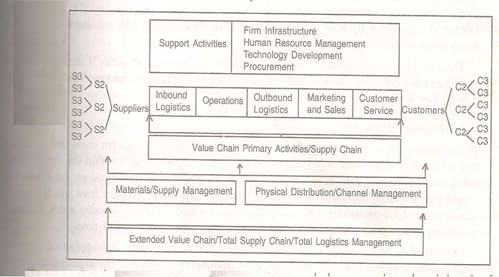 Support Activities
Firm Infrastructure
Human Resource Management
Technology Development
Procurement
S3
S3
S3
S3
S3
S3
S2
S2
S2
Suppliers
Inbound
Logistics
Operations
Outbound
Logistics
Marketing
and Sales
Customer
Service
Customers
C2
C2
C2
C3
C3
C3
C3
C3
C3
Value Chain Primary Activities/Supply Chain
Materials/Supply Management
Physical Distribution/Channel Management
Extended Value Chain/Total Supply Chain/Total Logistics Management